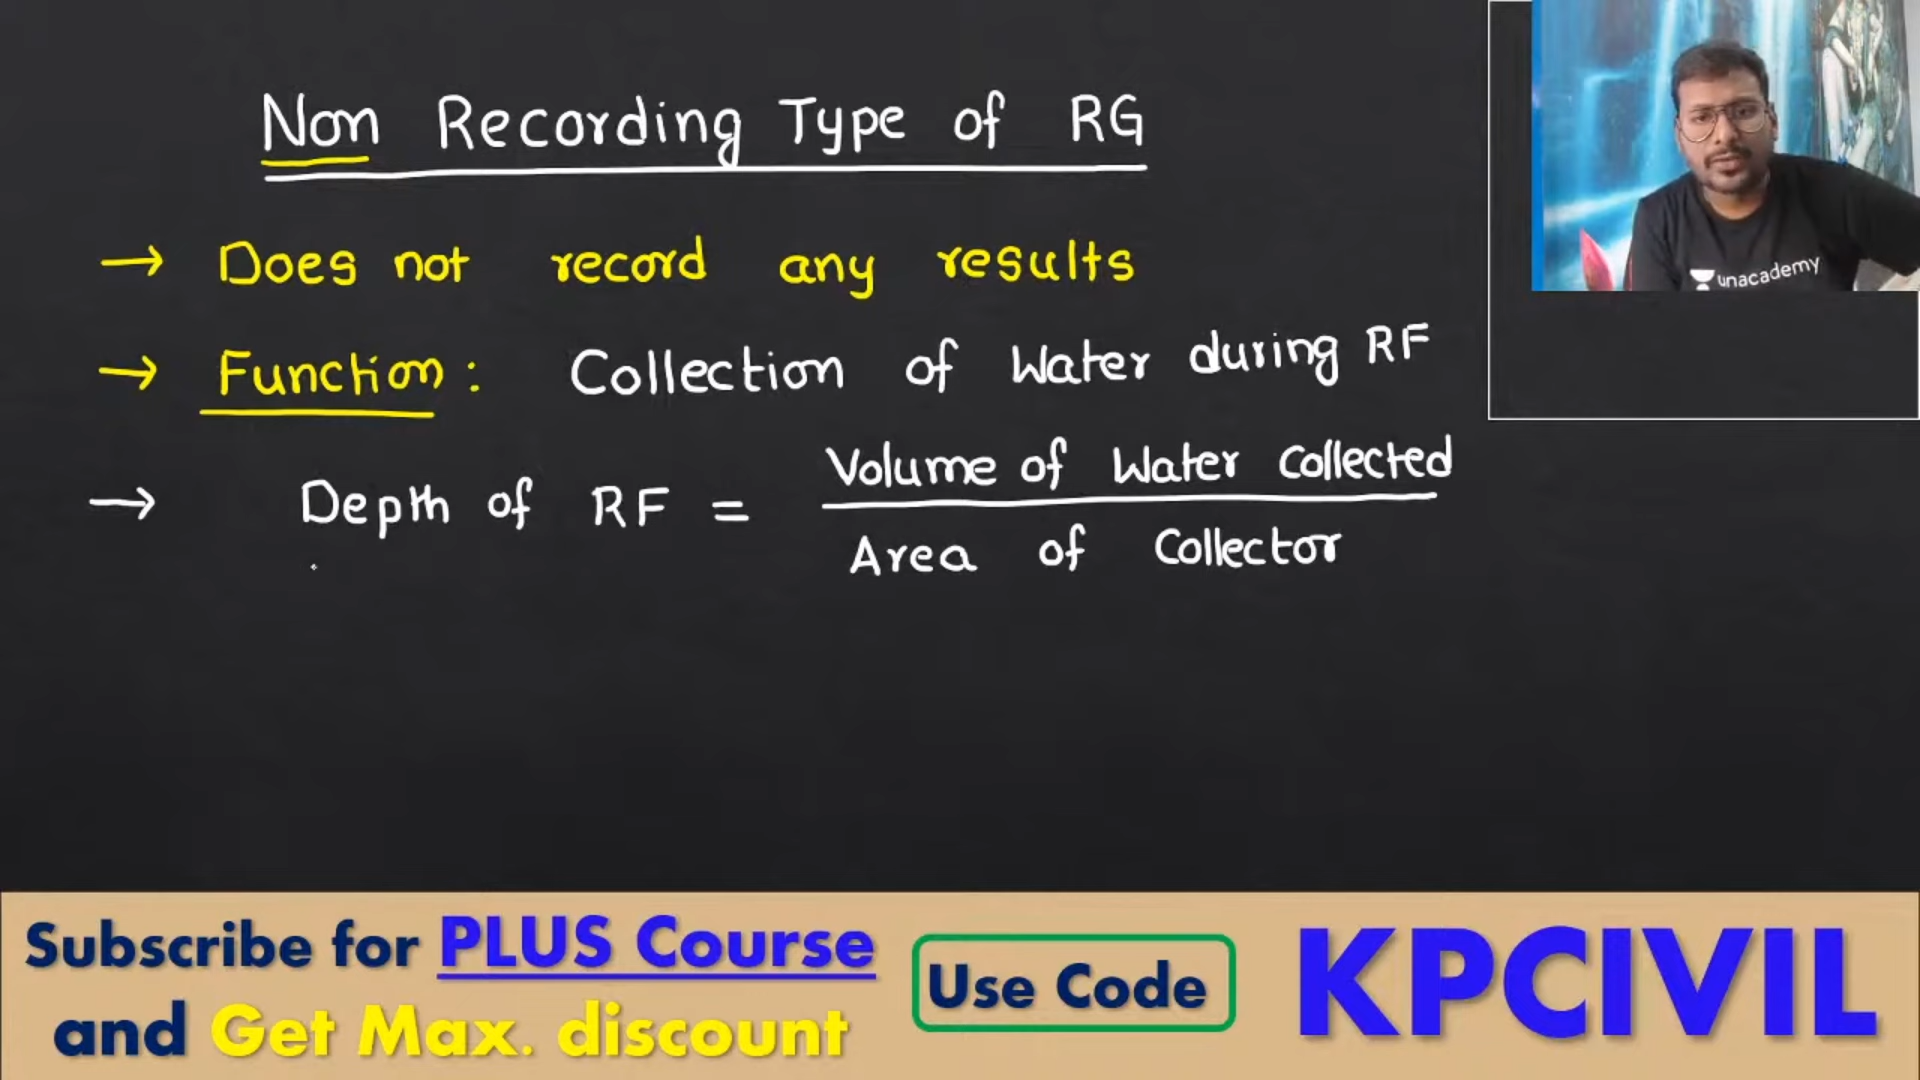 Non Recording Type of RG
→ Does not record any results
→ Function : Collection of Water during RF
→ Depth of RF = Volume of Water Collected
Area of Collector
unacademy
Subscribe for PLUS Course
and Get Max. discount
Use Code
KPCIVIL